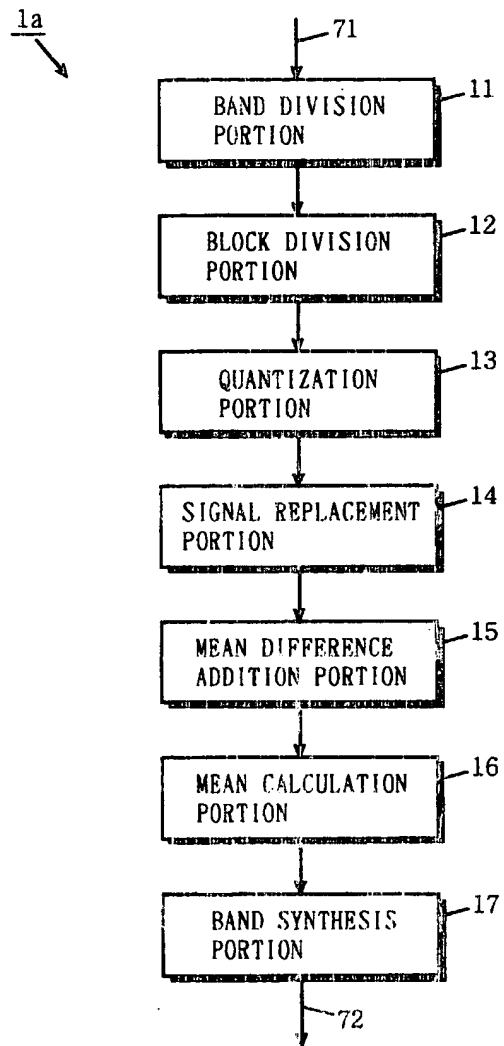 1a
71
11
BAND DIVISION
PORTION
12
BLOCK DIVISION
PORTION
13
QUANTIZATION
PORTION
14
SIGNAL REPLACEMENT
PORTION
15
MEAN DIFFERENCE
ADDITION PORTION
16
MEAN CALCULATION
PORTION
17
BAND SYNTHESIS
PORTION
72